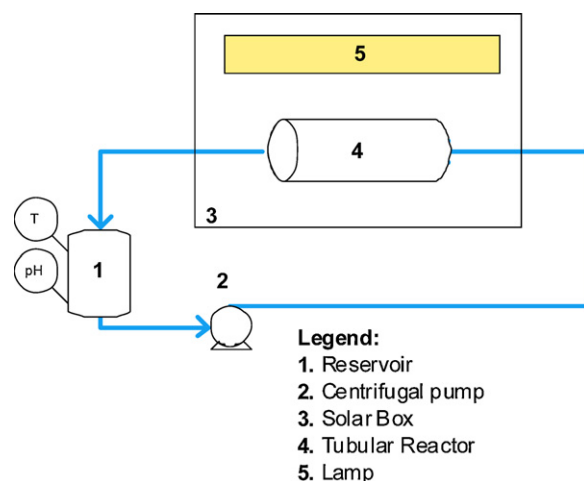 5
4
3
T
pH
1
2
Legend:
1. Reservoir
2. Centrifugal pump
3. Solar Box
4. Tubular Reactor
5. Lamp